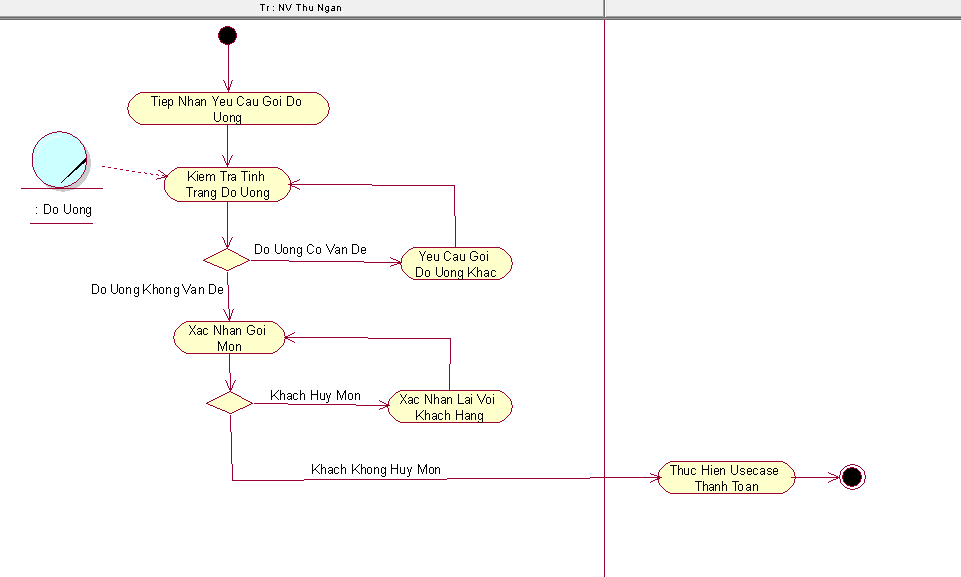 Tr : NV Thu Ngan
Tiep Nhan Yeu Cau Goi Do
Uong
Kiem Tra Tinh
Trang Do Uong
: Do Uong
Do Uong Co Van De
Yeu Cau Goi
Do Uong Khac
Do Uong Khong Van De
Xac Nhan Goi
Mon
Khach Huy Mon
Xac Nhan Lai Voi
Khach Hang
Khach Khong Huy Mon
Thuc Hien Usecase
Thanh Toan